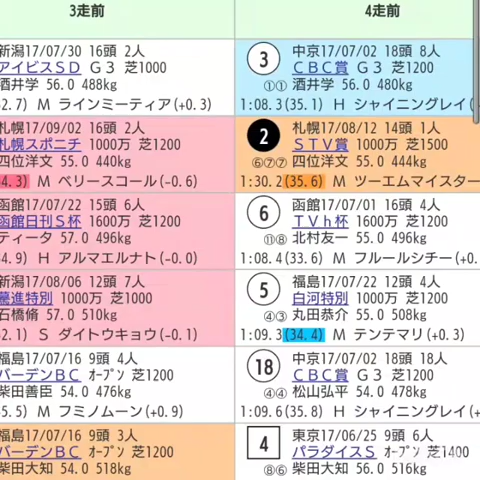 3走前
4走前
新潟17/07/30 16頭 2人
アイビスSD G3 芝1000
酒井学 56.0 488kg
2.7) M ラインミーティア(+0.3)
3
中京17/07/02 18頭 8人
CBC賞 G3 芝1200
①① 酒井学 56.0 480kg
1:08.3(35.1) H シャイニングレイ(
札幌17/09/02 16頭 2人
札幌スポニチ 1000万 芝1200
四位洋文 55.0 440kg
4.3) M ベリースコール(-0.6)
2
札幌17/08/12 14頭 1人
STV賞 1000万 芝1500
⑥⑦⑦ 四位洋文 55.0 444kg
1:30.2(35.6) M ツーエムマイスター
函館17/07/22 15頭 6人
函館日刊S杯 1600万 芝1200
ティータ 57.0 496kg
4.9) H アルマエルナト(-0.0)
6
函館17/07/01 16頭 4人
TVh杯 1600万 芝1200
⑪⑧ 北村友一 55.0 496kg
1:08.4(33.6) M フルールシチー(+0.
新潟17/08/06 12頭 7人
驀進特別 1000万 芝1000
石橋脩 57.0 510kg
2.1) S ダイトウキョウ(-0.1)
5
福島17/07/22 12頭 4人
白河特別 1000万 芝1200
④③ 丸田恭介 55.0 508kg
1:09.3(34.4) M テンテマリ(+0.3)
福島17/07/16 9頭 4人
バーデンBC オープン 芝1200
柴田善臣 54.0 476kg
5.5) M フミノムーン(+0.9)
18
中京17/07/02 18頭 18人
CBC賞 G3 芝1200
④④ 松山弘平 54.0 478kg
1:09.6(35.8) H シャイニングレイ(+
福島17/07/16 9頭 3人
バーデンBC オープン 芝1200
柴田大知 54.0 518kg
4
東京17/06/25 9頭 6人
パラダイスS オープン 芝1400
⑧⑥ 柴田大知 56.0 516kg